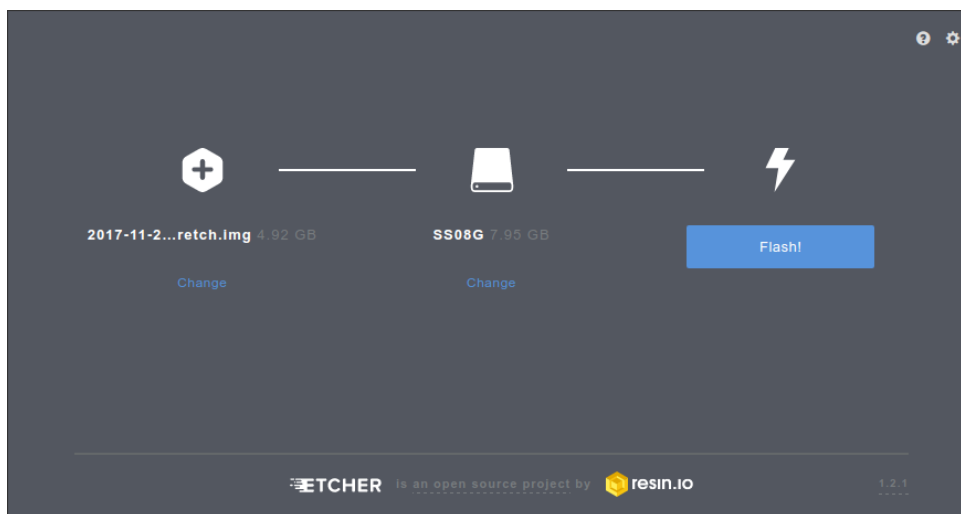 2017-11-2...retch.img 4.92 GB
SS08G 7.95 GB
Flash!
Change
Change
ETCHER is an open source project by resin.io
1.2.1